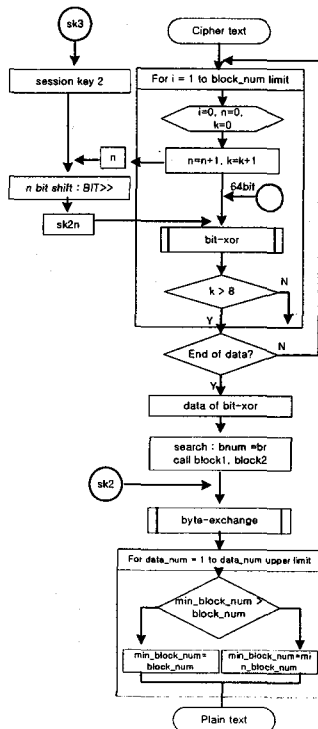 sk3
Cipher text
session key 2
For i = 1 to block_num limit
i=0, n=0,
k=0
n
n=n+1, k=k+1
64bit
n bit shift : BIT>>
sk2n
bit-xor
k > 8
N
Y
End of data?
N
Y
data of bit-xor
search : bnum =br
call block1, block2
sk2
byte-exchange
For data_num = 1 to data_num upper limit
min_block_num >
block_num
min_block_num=
block_num
min_block_num=mi
n_block_num
Plain text